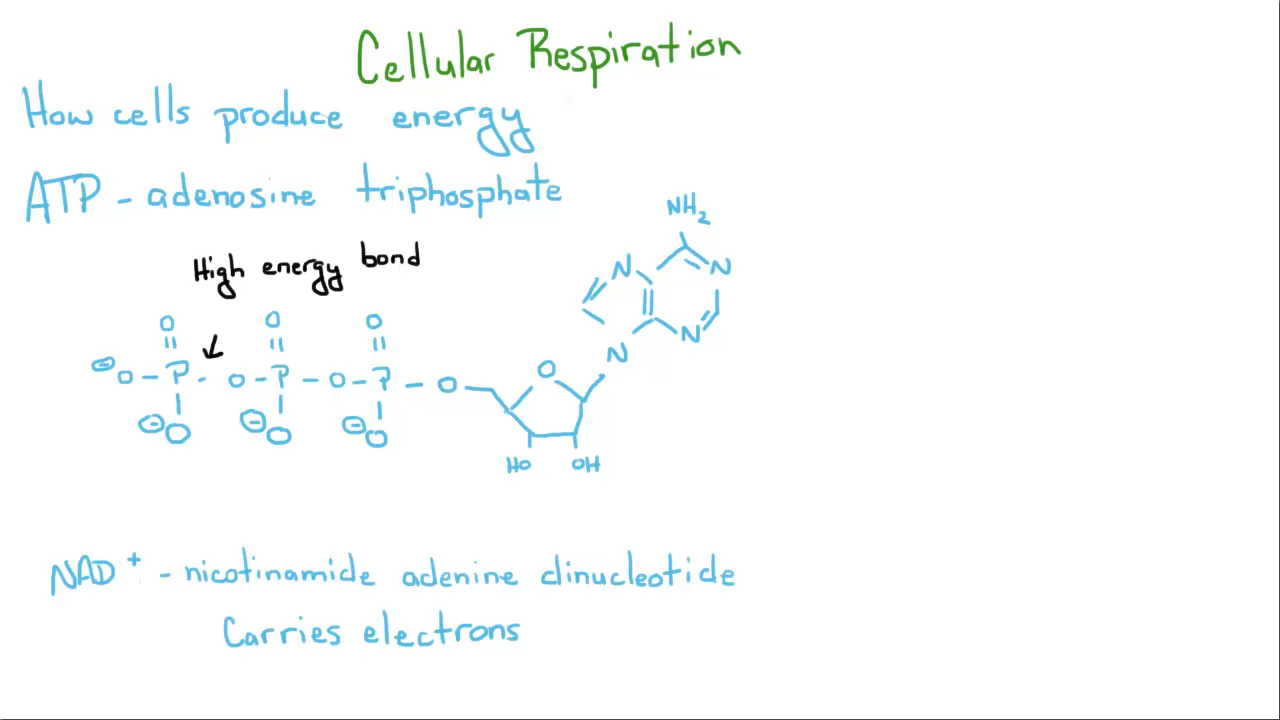 Cellular Respiration
How cells produce energy
ATP - adenosine triphosphate
NH2
High energy bond
N N
O O O
N
N
⊖ O - P - O - P - O - P - O O
⊖ O ⊖ O ⊖ O
HO OH
NAD+ - nicotinamide adenine dinucleotide
Carries electrons